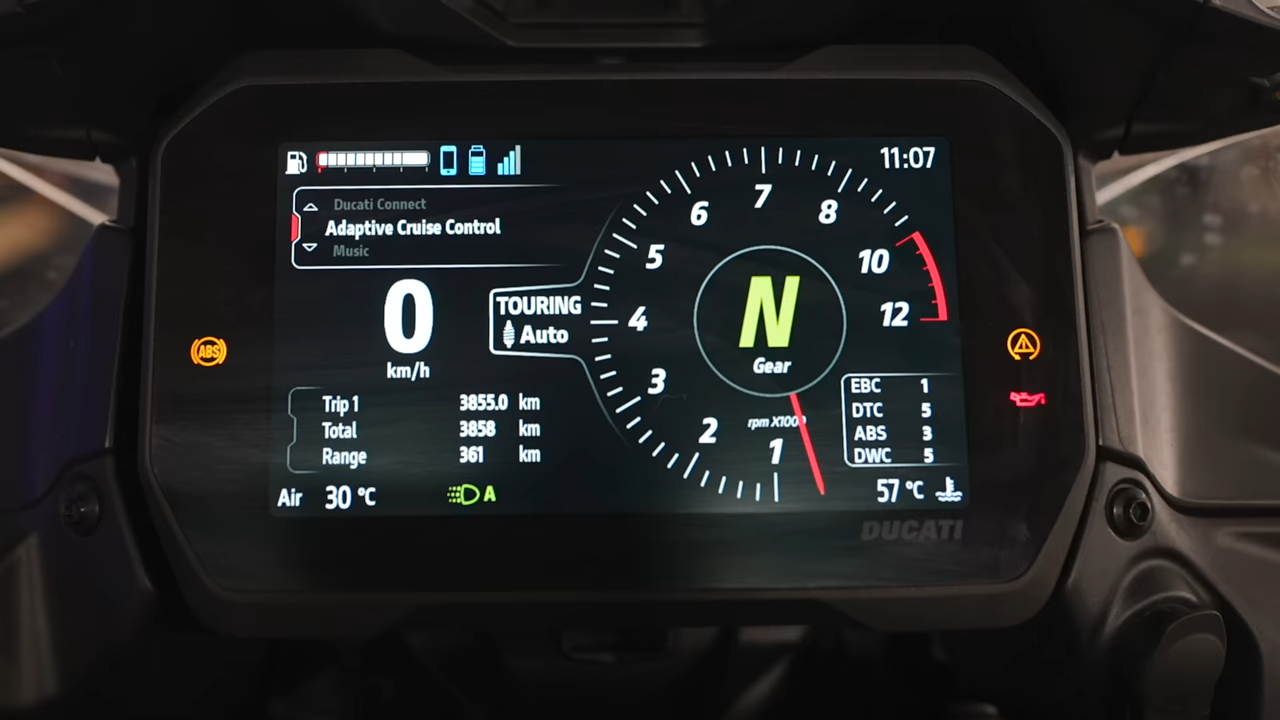 11:07
Ducati Connect
Adaptive Cruise Control
Music
0
km/h
TOURING
Auto
Trip 1 3855.0 km
Total 3858 km
Range 361 km
Air 30 °C
A
1
2
3
4
5
6
7
8
10
12
N
Gear
rpm X1000
EBC 1
DTC 5
ABS 3
DWC 5
57 °C
ABS
DUCATI